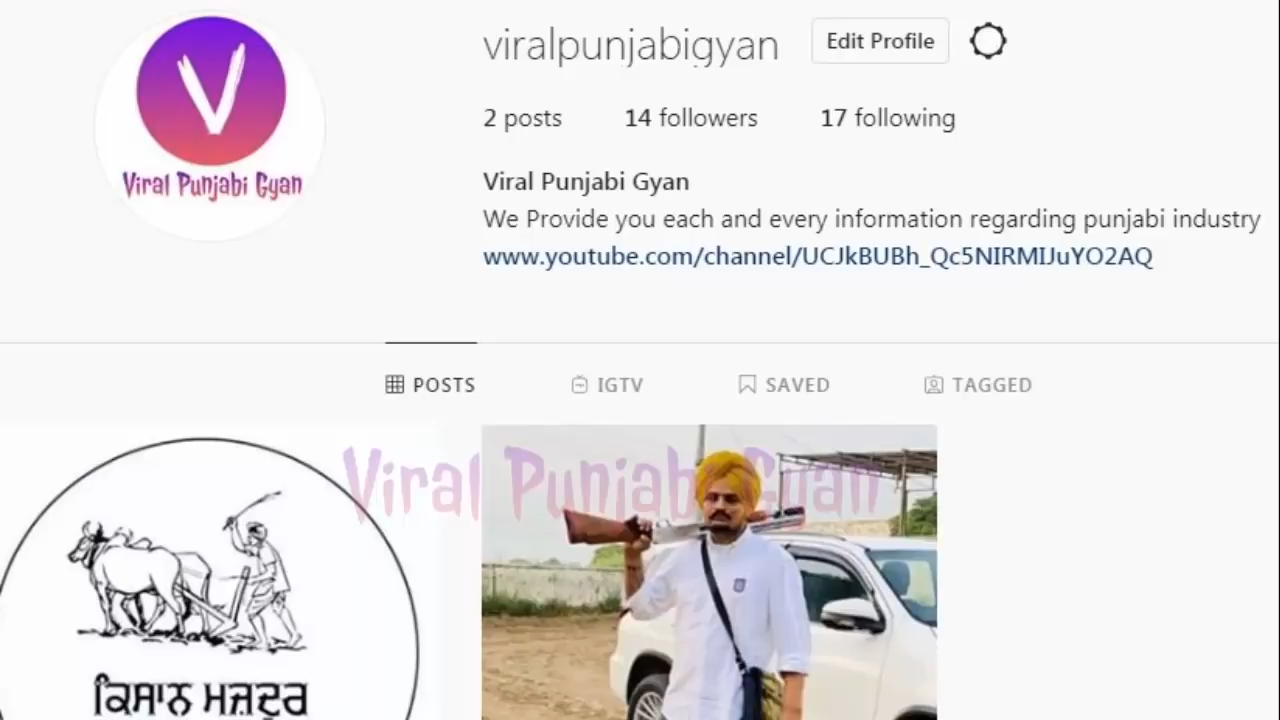 V
Viral Punjabi Gyan
viralpunjabigyan
Edit Profile
2 posts 14 followers 17 following
Viral Punjabi Gyan
We Provide you each and every information regarding punjabi industry
www.youtube.com/channel/UCJkBUBh_Qc5NIRMIJuYO2AQ
POSTS IGTV SAVED TAGGED
Viral Punjabi Gyan
ਕਿਸਾਨ ਮਜ਼ਦੂਰ